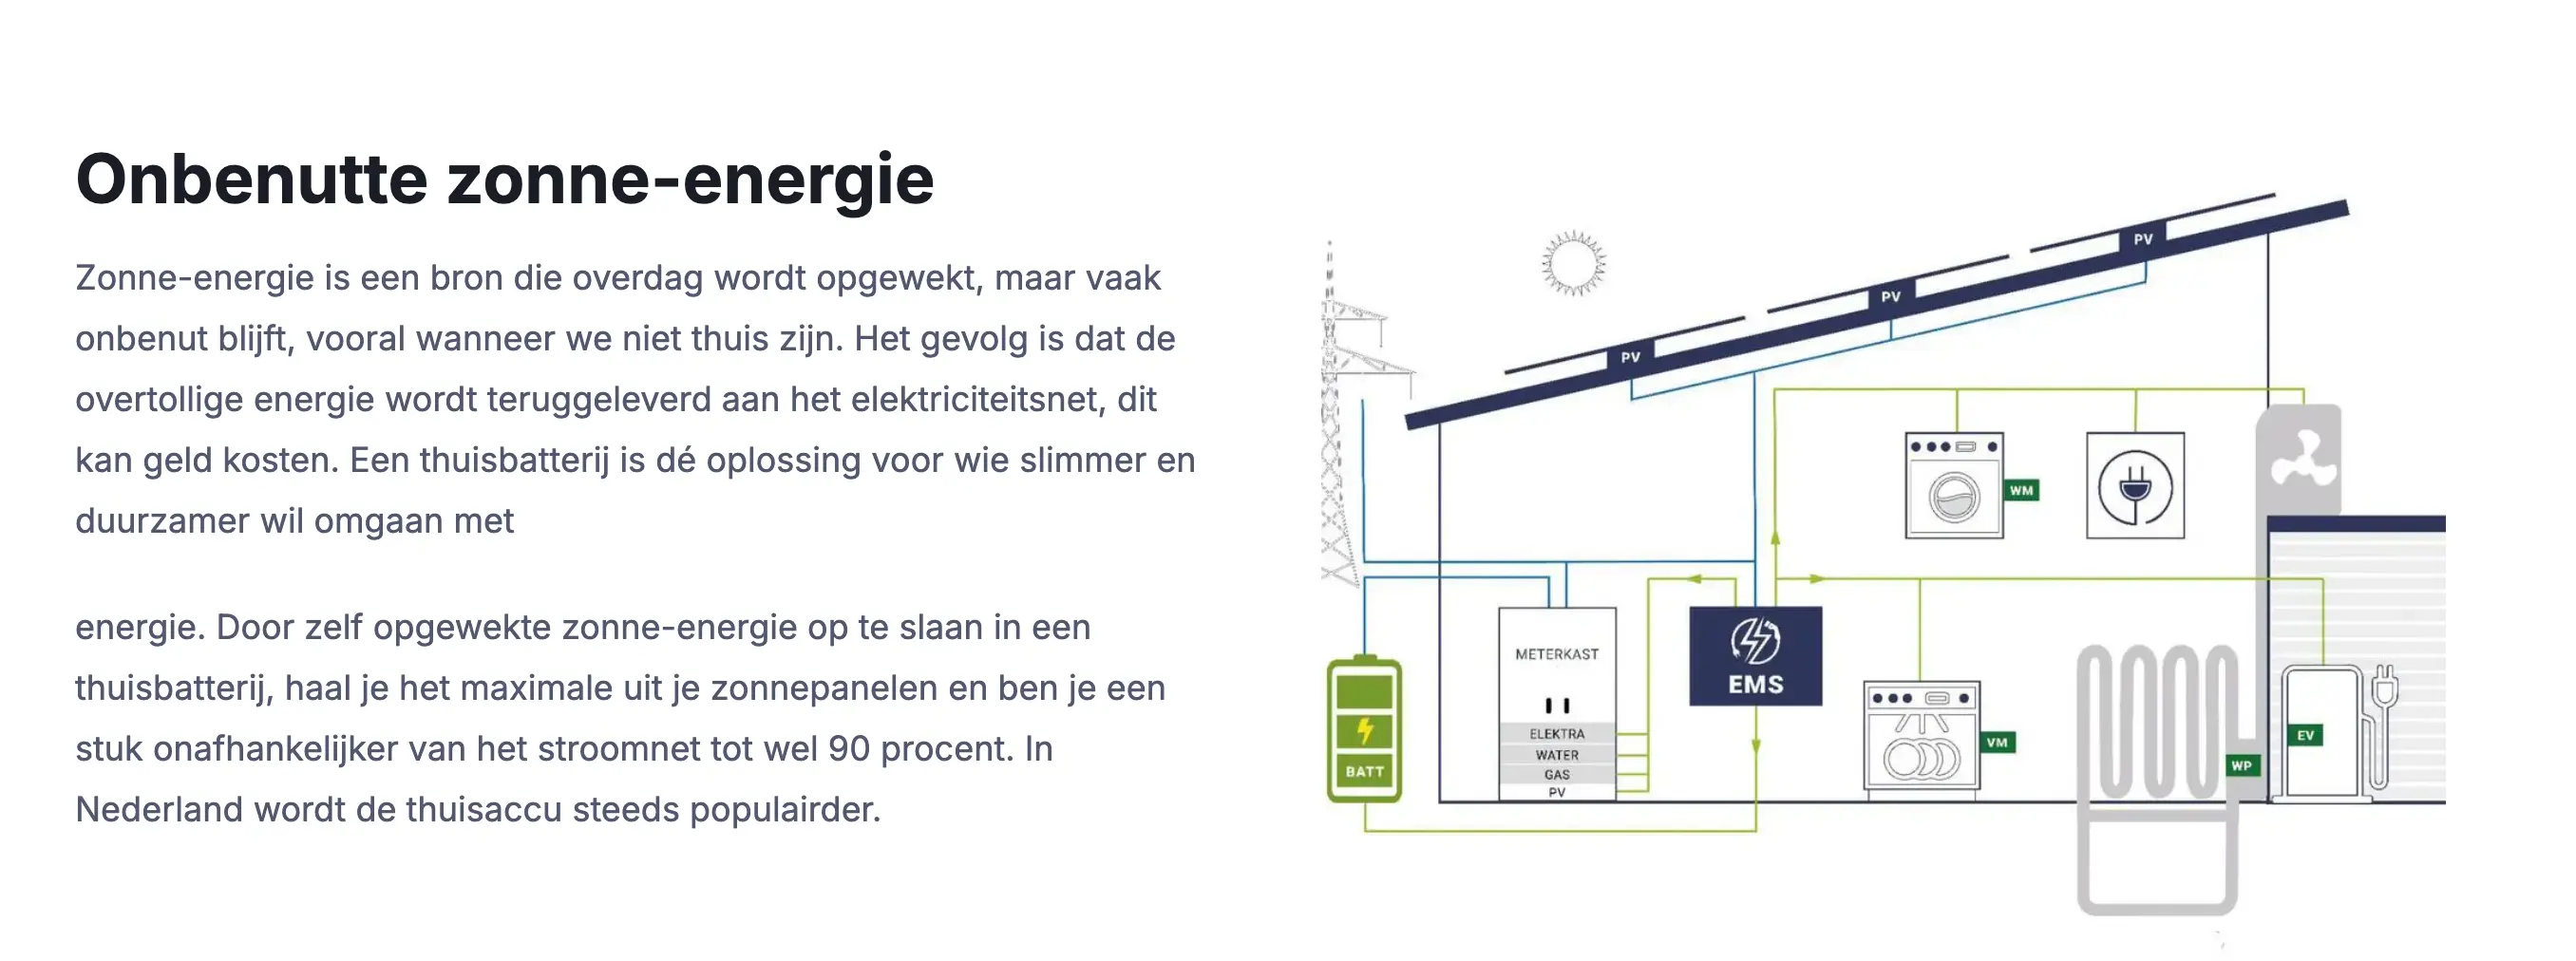 Onbenutte zonne-energie
Zonne-energie is een bron die overdag wordt opgewekt, maar vaak
onbenut blijft, vooral wanneer we niet thuis zijn. Het gevolg is dat de
overtollige energie wordt teruggeleverd aan het elektriciteitsnet, dit
kan geld kosten. Een thuisbatterij is dé oplossing voor wie slimmer en
duurzamer wil omgaan met
energie. Door zelf opgewekte zonne-energie op te slaan in een
thuisbatterij, haal je het maximale uit je zonnepanelen en ben je een
stuk onafhankelijker van het stroomnet tot wel 90 procent. In
Nederland wordt de thuisaccu steeds populairder.
PV
PV
PV
WM
METERKAST
EMS
ELEKTRA
WATER
GAS
PV
BATT
VM
WP
EV